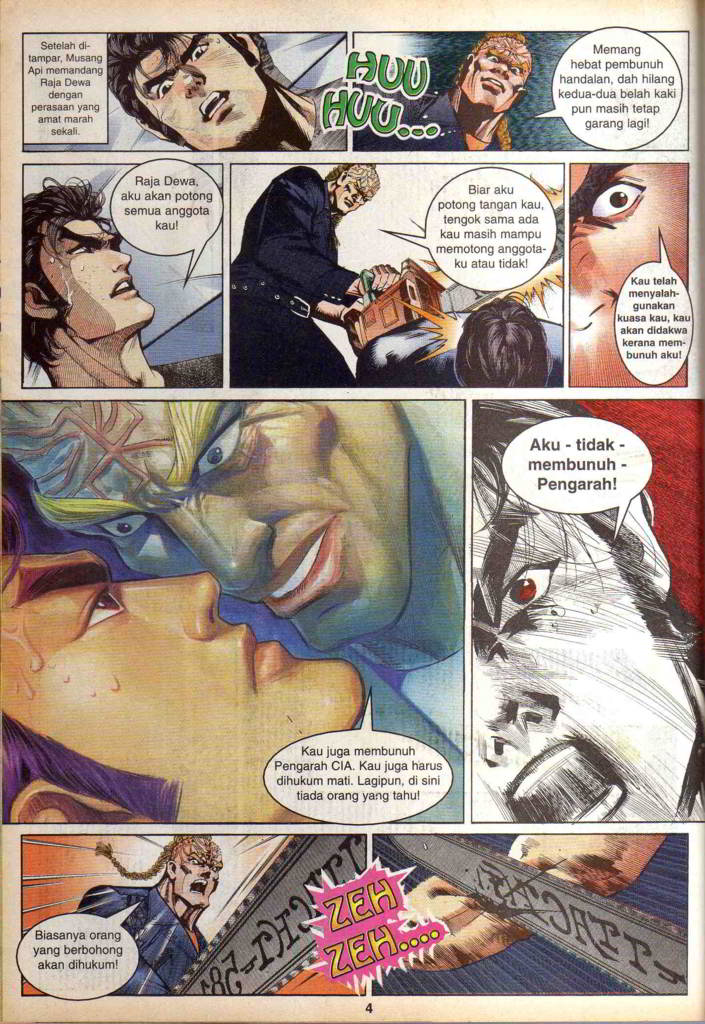 Setelah di-
tampar, Musang
Api memandang
Raja Dewa
dengan
perasaan yang
amat marah
sekali.
HUU
HUU...
Memang
hebat pembunuh
handalan, dah hilang
kedua-dua belah kaki
pun masih tetap
garang lagi!
Raja Dewa,
aku akan potong
semua anggota
kau!
Biar aku
potong tangan kau,
tengok sama ada
kau masih mampu
memotong anggota-
ku atau tidak!
Kau telah
menyalah-
gunakan
kuasa kau, kau
akan didakwa
kerana mem-
bunuh aku!
Kau juga membunuh
Pengarah CIA. Kau juga harus
dihukum mati. Lagipun, di sini
tiada orang yang tahu!
Aku - tidak -
membunuh -
Pengarah!
Biasanya orang
yang berbohong
akan dihukum!
ZEH
ZEH....
4